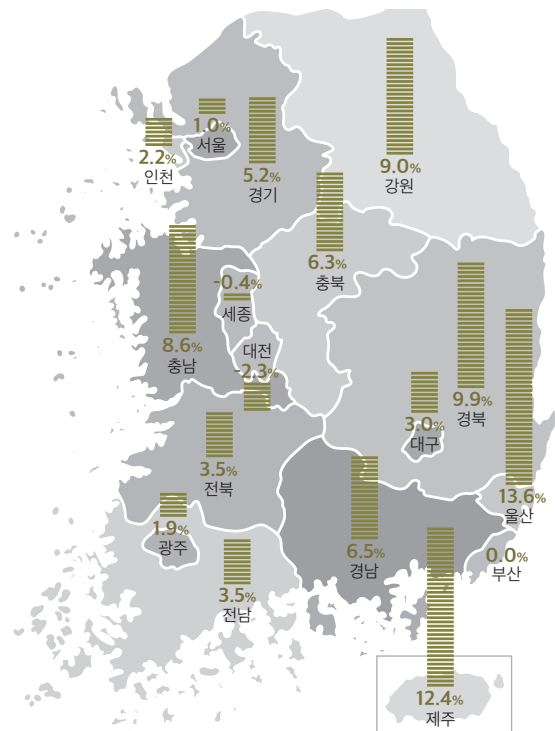 9.0%
강원
1.0%
서울
2.2%
인천
5.2%
경기
6.3%
충북
-0.4%
세종
8.6%
충남
대전
-2.3%
9.9%
경북
3.0%
대구
13.6%
울산
3.5%
전북
1.9%
광주
6.5%
경남
0.0%
부산
3.5%
전남
12.4%
제주